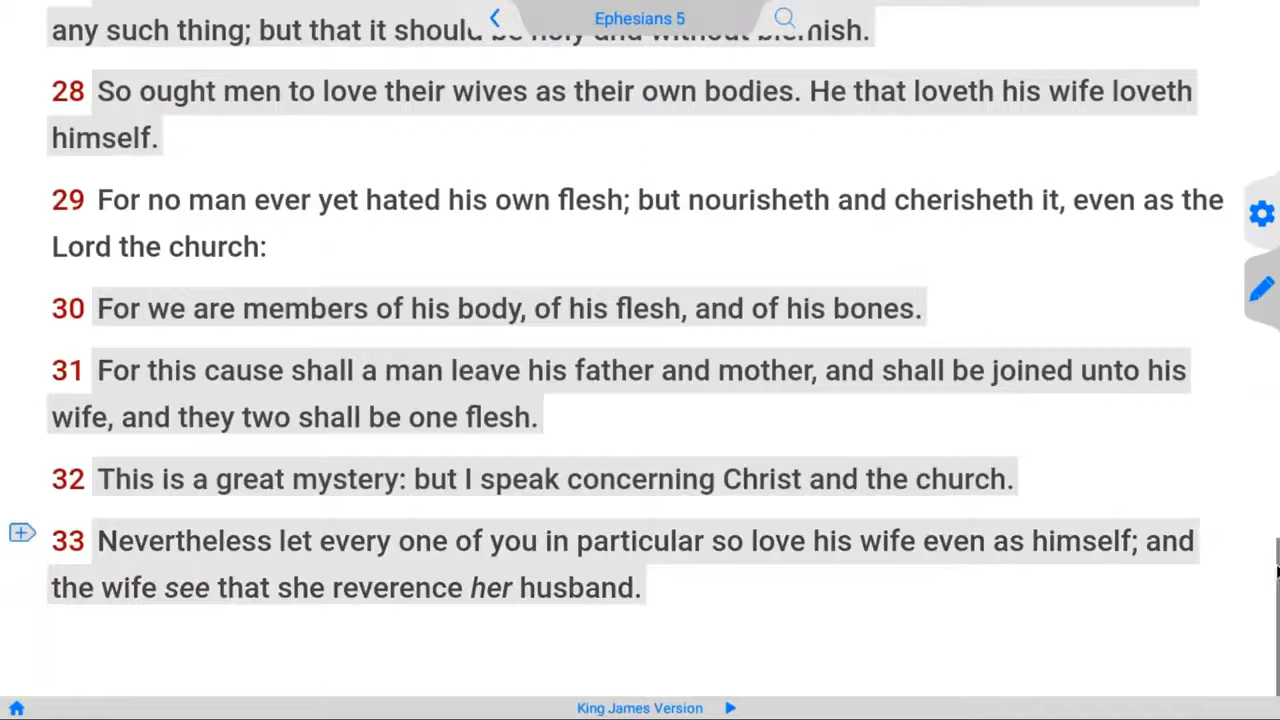 Ephesians 5
any such thing; but that it should be holy and without blemish.
28 So ought men to love their wives as their own bodies. He that loveth his wife loveth
himself.
29 For no man ever yet hated his own flesh; but nourisheth and cherisheth it, even as the
Lord the church:
30 For we are members of his body, of his flesh, and of his bones.
31 For this cause shall a man leave his father and mother, and shall be joined unto his
wife, and they two shall be one flesh.
32 This is a great mystery: but I speak concerning Christ and the church.
33 Nevertheless let every one of you in particular so love his wife even as himself; and
the wife see that she reverence her husband.
King James Version